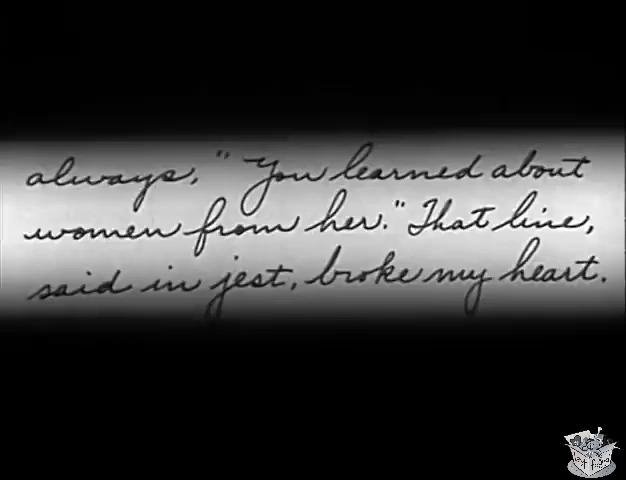 always, "You learned about
women from her." That line,
said in jest, broke my heart.